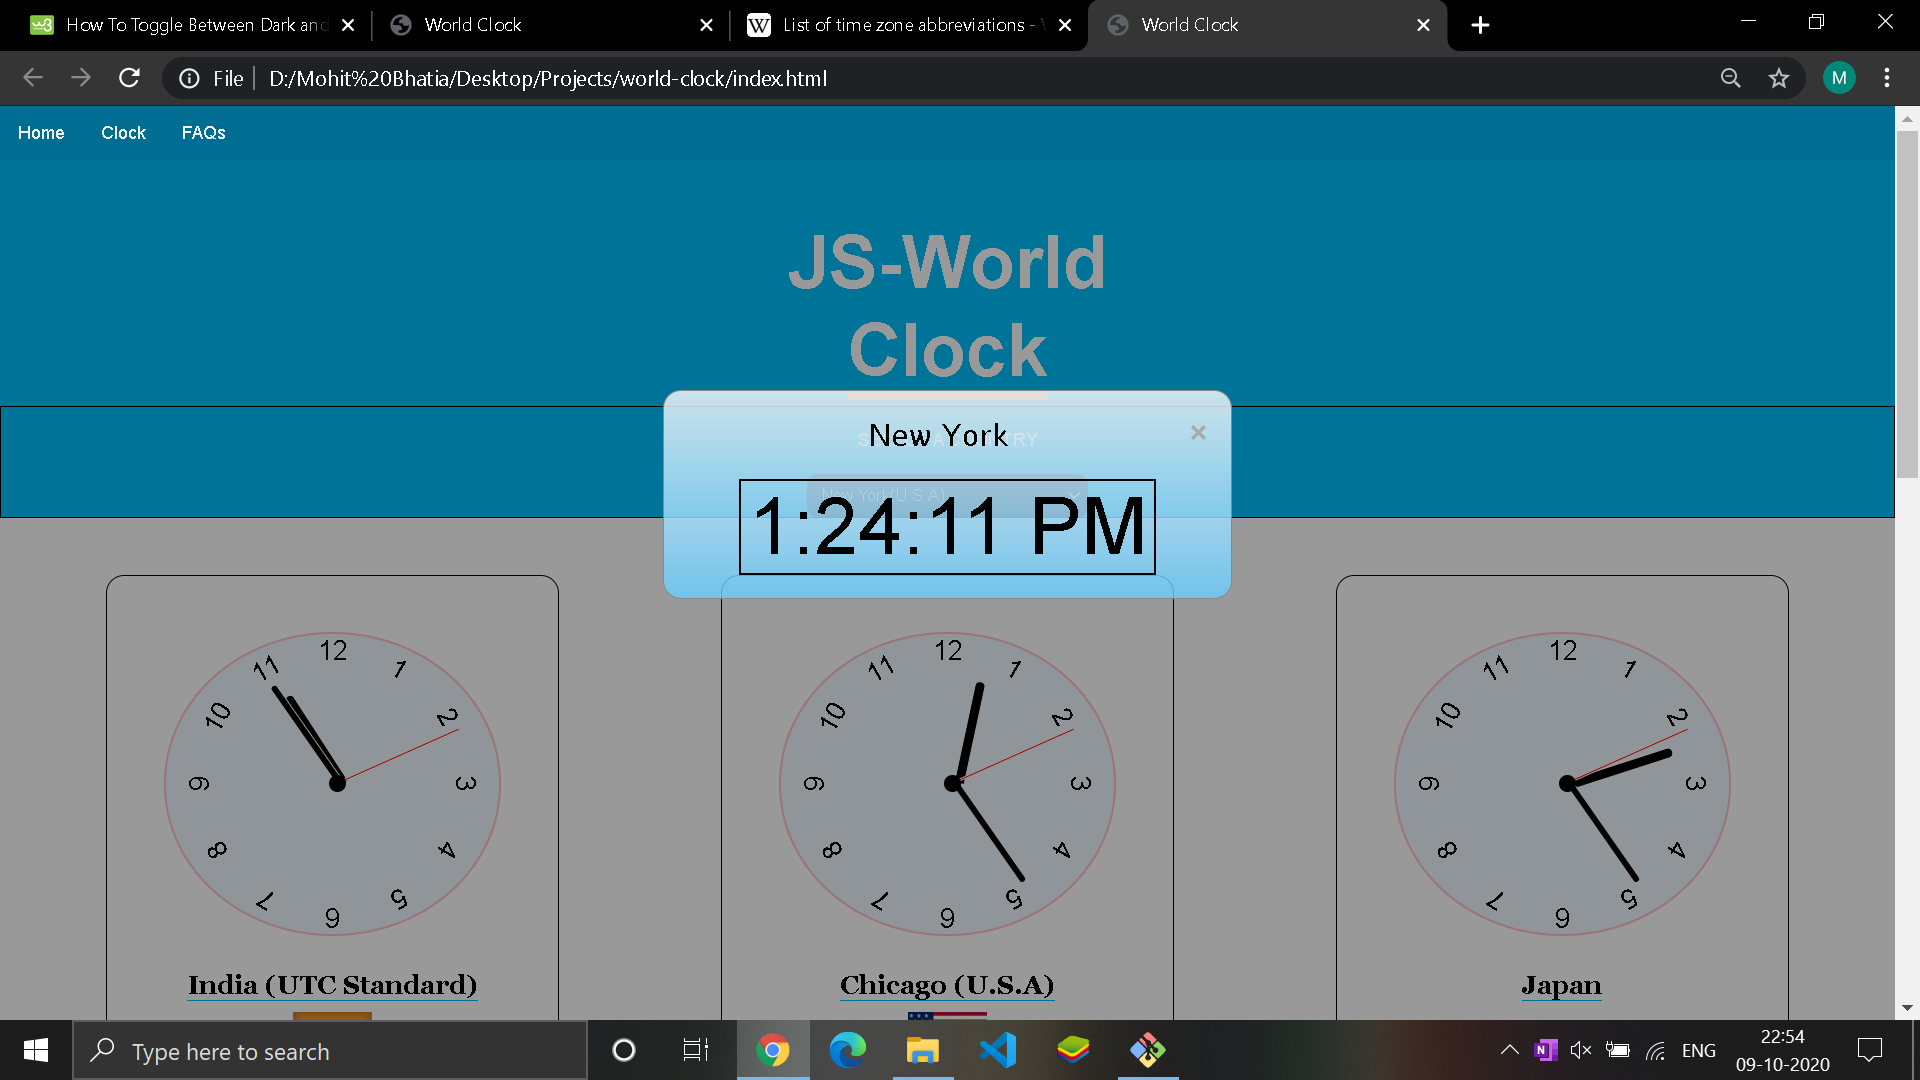 How To Toggle Between Dark and
World Clock
List of time zone abbreviations -
World Clock
File
D:/Mohit%20Bhatia/Desktop/Projects/world-clock/index.html
M
Home
Clock
FAQs
JS-World
Clock
New York
×
New York(U.S.A)
1:24:11 PM
12
1
2
3
4
5
6
7
8
9
10
11
India (UTC Standard)
12
1
2
3
4
5
6
7
8
9
10
11
Chicago (U.S.A)
12
1
2
3
4
5
6
7
8
9
10
11
Japan
Type here to search
N
ENG
22:54
09-10-2020